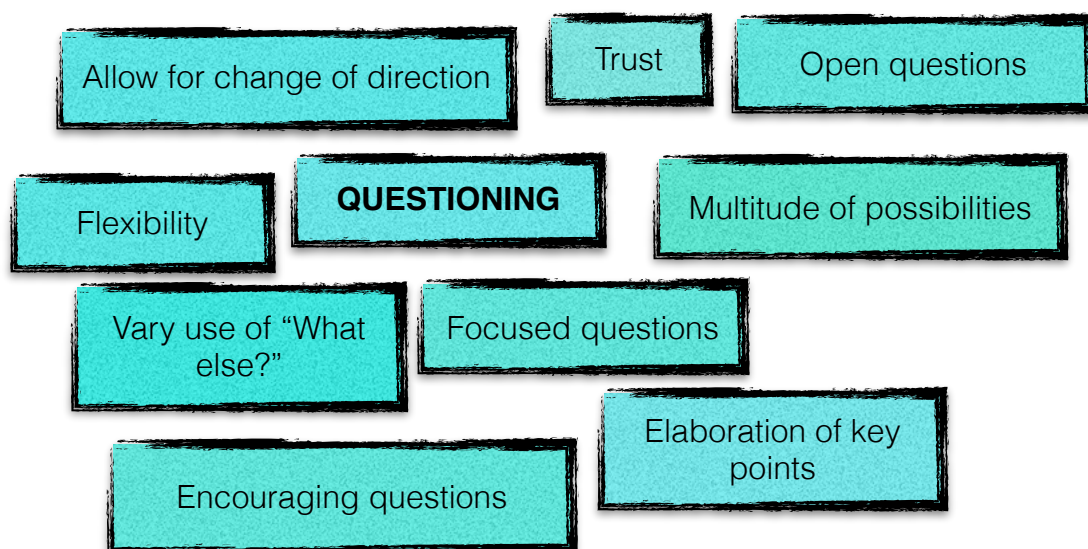 Allow for change of direction
Trust
Open questions
Flexibility
QUESTIONING
Multitude of possibilities
Vary use of “What
else?”
Focused questions
Elaboration of key
points
Encouraging questions